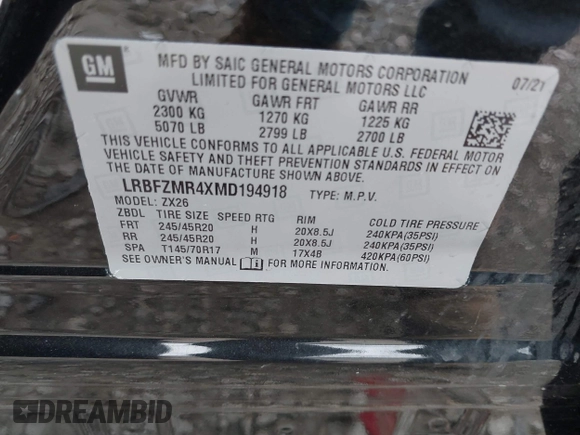 GM
MFD BY SAIC GENERAL MOTORS CORPORATION
LIMITED FOR GENERAL MOTORS LLC
07/21
GVWR GAWR FRT GAWR RR
2300 KG 1270 KG 1225 KG
5070 LB 2799 LB 2700 LB
THIS VEHICLE CONFORMS TO ALL APPLICABLE U.S. FEDERAL MOTOR
VEHICLE SAFETY AND THEFT PREVENTION STANDARDS IN EFFECT ON
THE DATE OF MANUFACTURE SHOWN ABOVE.
LRBFZMR4XMD194918 TYPE: M.P.V.
MODEL: ZX26
ZBDL TIRE SIZE SPEED RTG RIM COLD TIRE PRESSURE
FRT 245/45R20 H 20X8.5J 240KPA(35PSI)
RR 245/45R20 H 20X8.5J 240KPA(35PSI)
SPA T145/70R17 M 17X4B 420KPA(60PSI)
SEE OWNER'S MANUAL FOR MORE INFORMATION.
DREAMBID